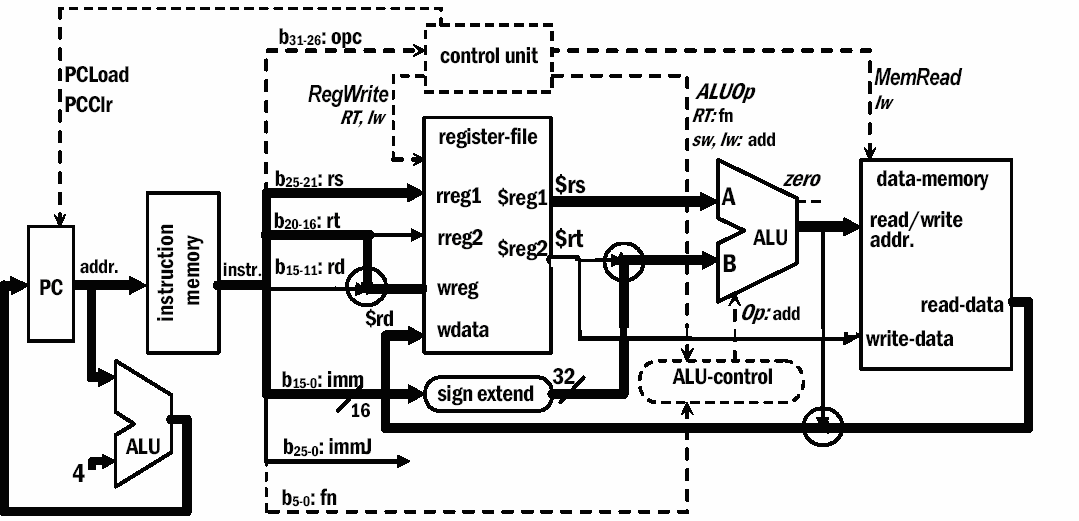 b31-26: opc
control unit
PCLoad
PCClr
RegWrite
RT, lw
ALUOp
RT: fn
sw, lw: add
MemRead
lw
register-file
b25-21: rs
rreg1
$reg1
$rs
A
zero
data-memory
b20-16: rt
rreg2
$reg2
$rt
ALU
read/write
addr.
instruction
memory
PC
addr.
instr.
b15-11: rd
wreg
B
$rd
wdata
Op: add
read-data
write-data
b15-0: imm
16
sign extend
32
ALU-control
ALU
4
b25-0: immJ
b5-0: fn